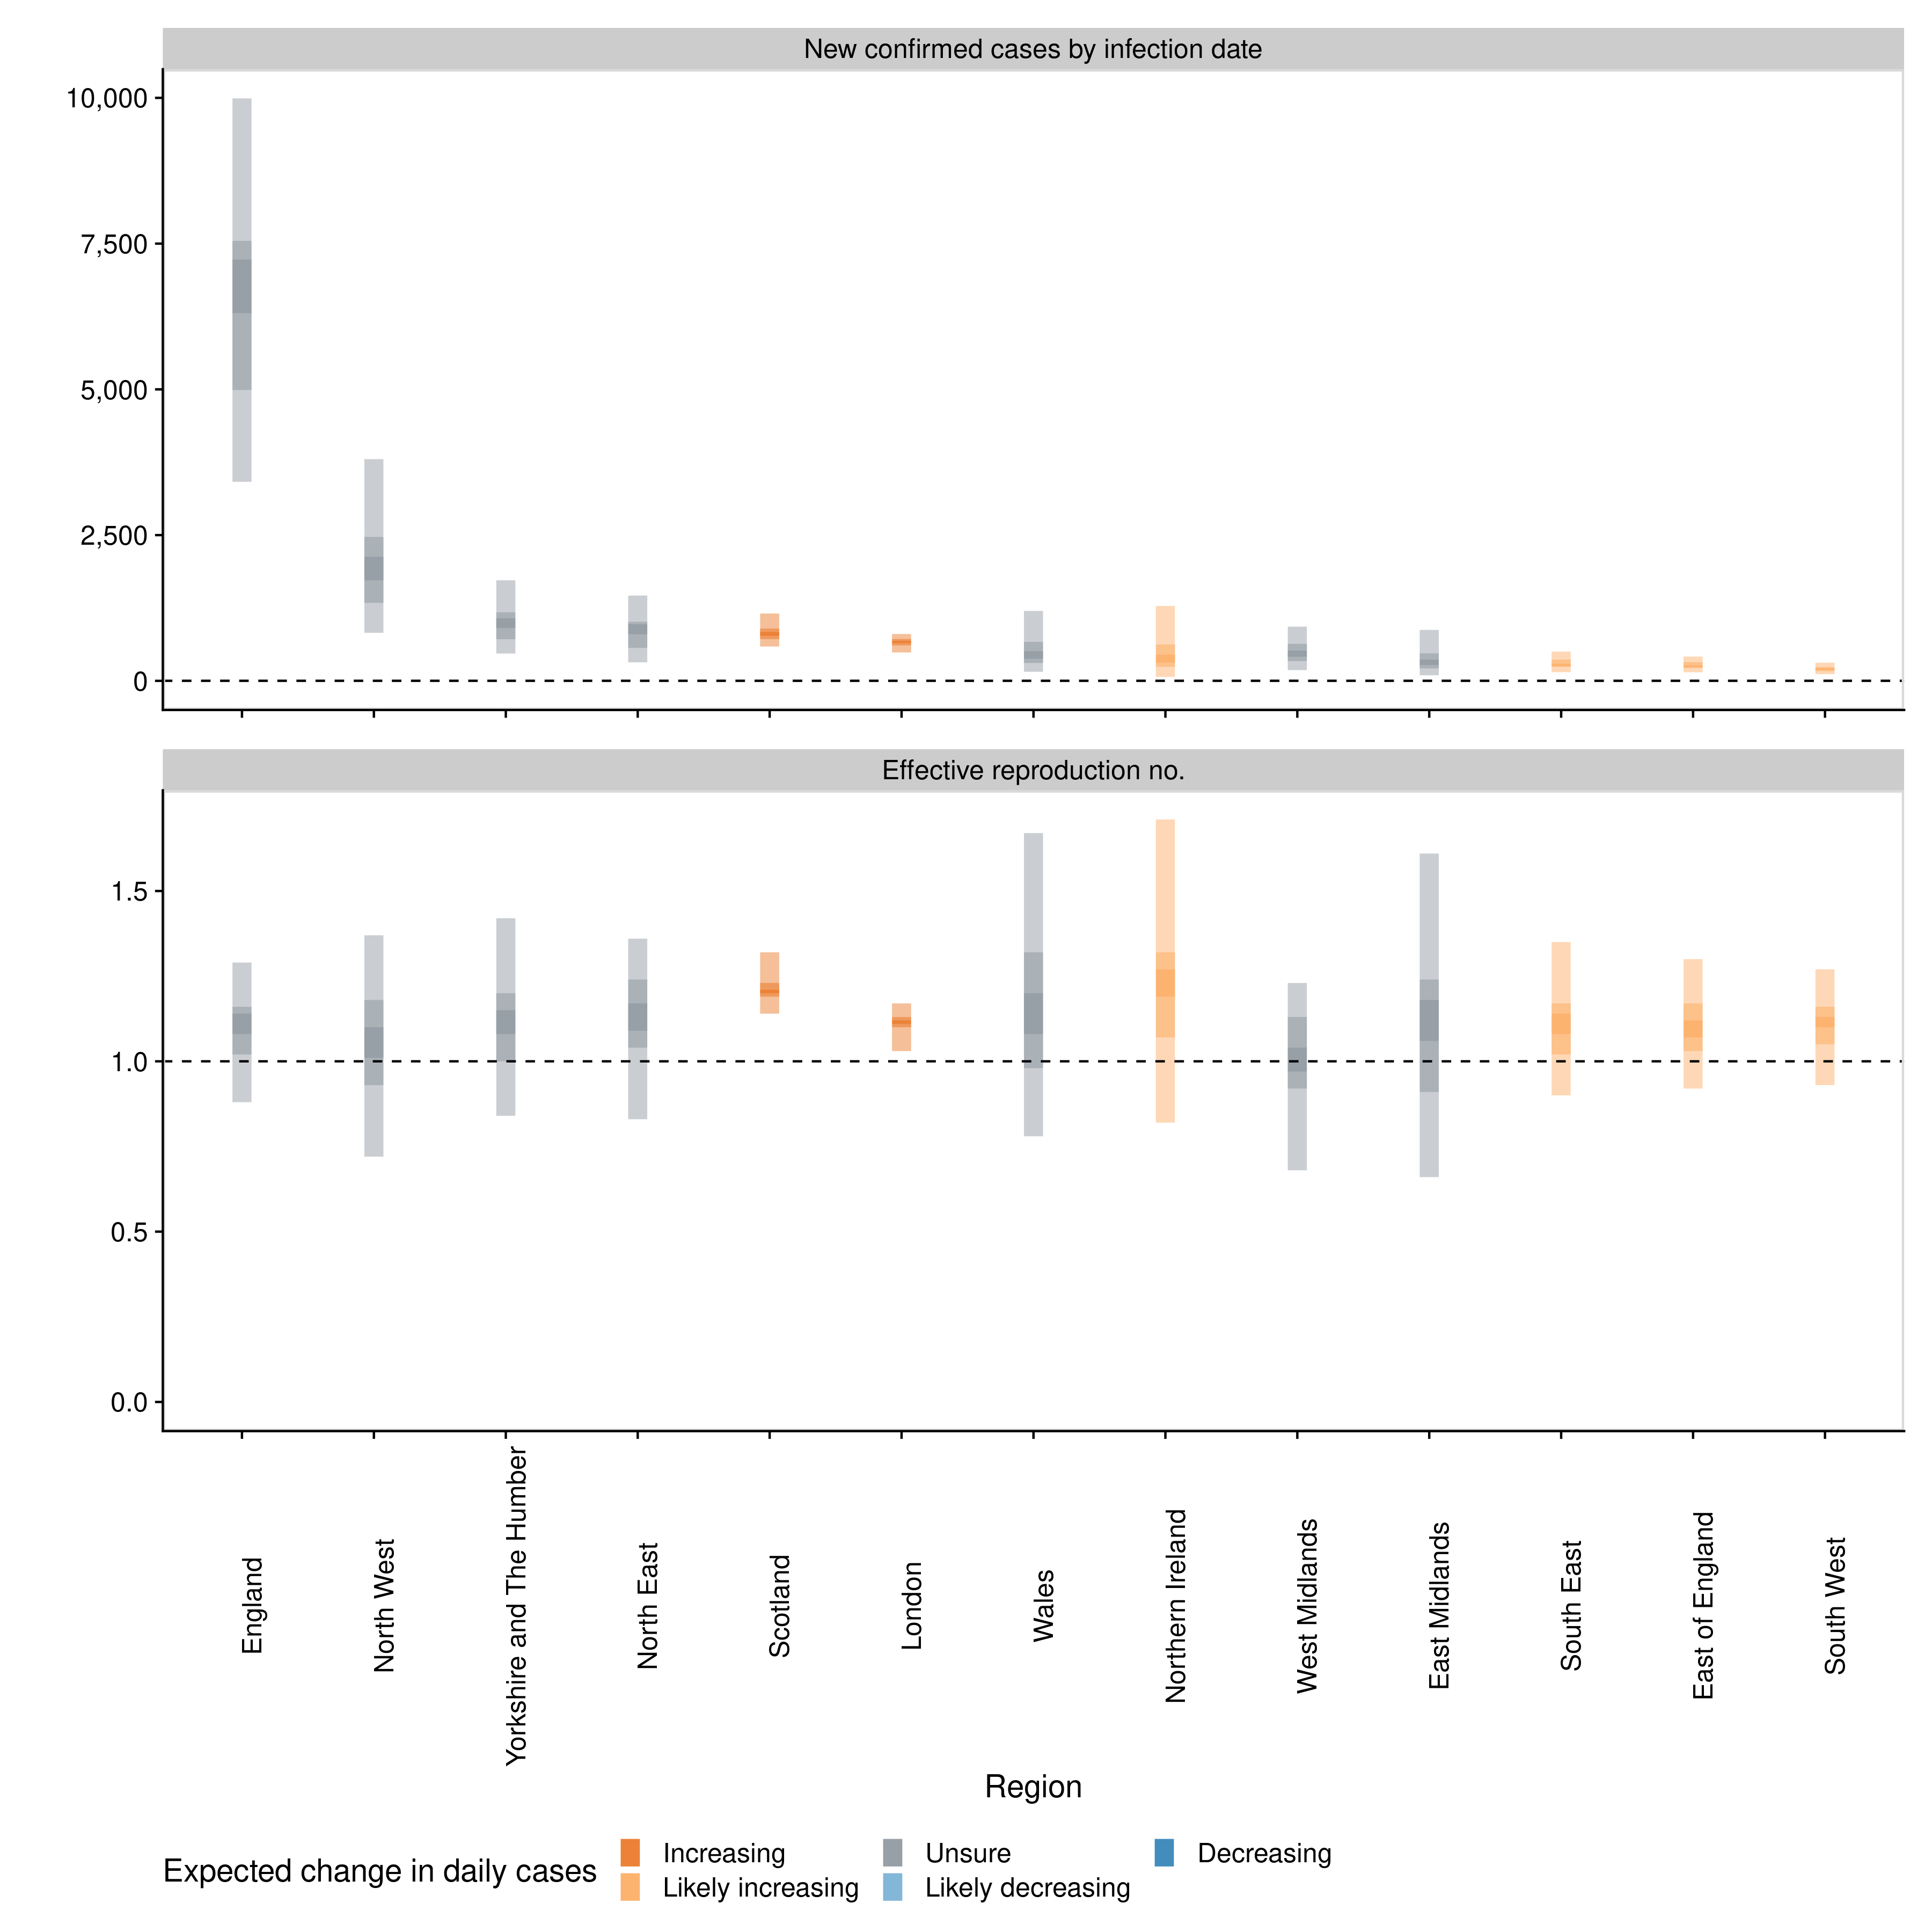 New confirmed cases by infection date
10,000
7,500
5,000
2,500
0
Effective reproduction no.
1.5
1.0
0.5
0.0
England
North West
Yorkshire and The Humber
North East
Scotland
London
Wales
Northern Ireland
West Midlands
East Midlands
South East
East of England
South West
Region
Expected change in daily cases
Increasing
Likely increasing
Unsure
Likely decreasing
Decreasing